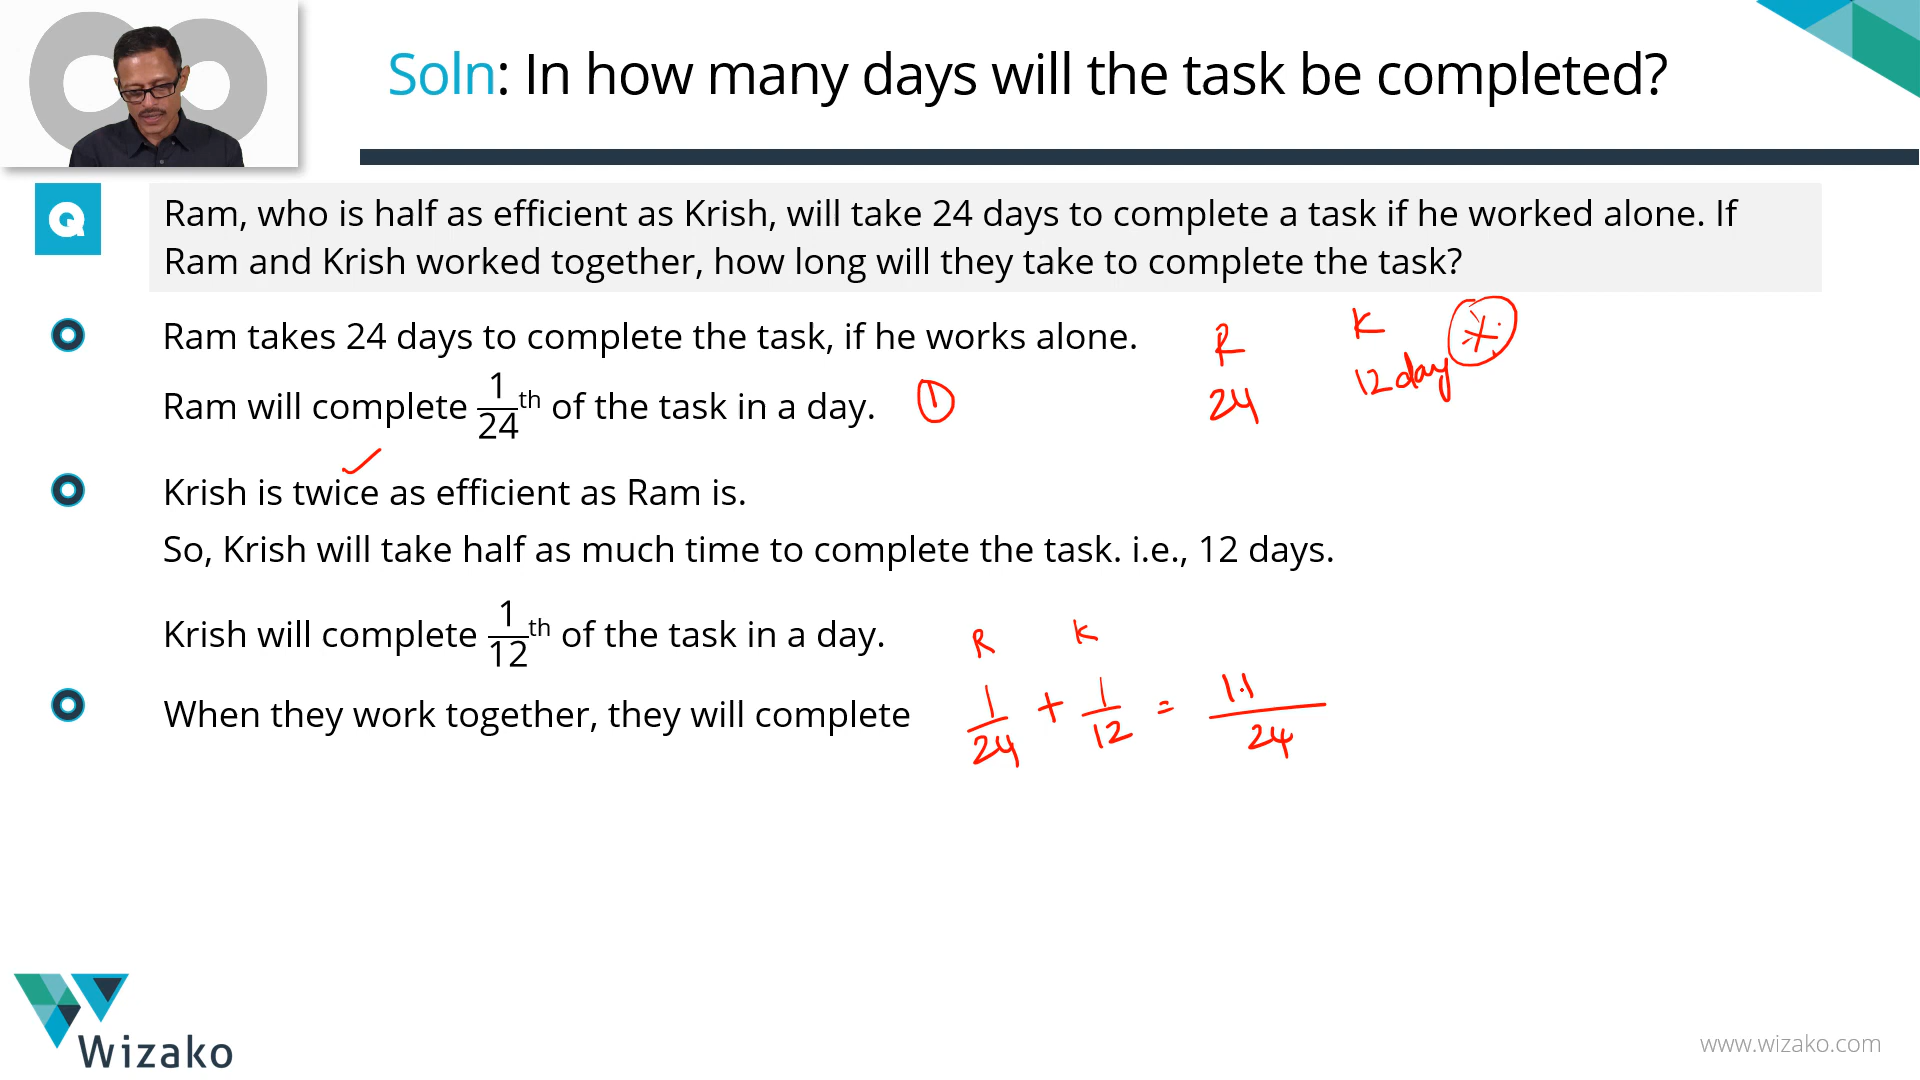 Soln: In how many days will the task be completed?
Q
Ram, who is half as efficient as Krish, will take 24 days to complete a task if he worked alone. If
Ram and Krish worked together, how long will they take to complete the task?
Ram takes 24 days to complete the task, if he works alone.
R K
24 12 day
Ram will complete 1/24 th of the task in a day. 1
Krish is twice as efficient as Ram is.
So, Krish will take half as much time to complete the task. i.e., 12 days.
Krish will complete 1/12 th of the task in a day.
R K
When they work together, they will complete 1/24 + 1/12 = /24
Wizako
www.wizako.com